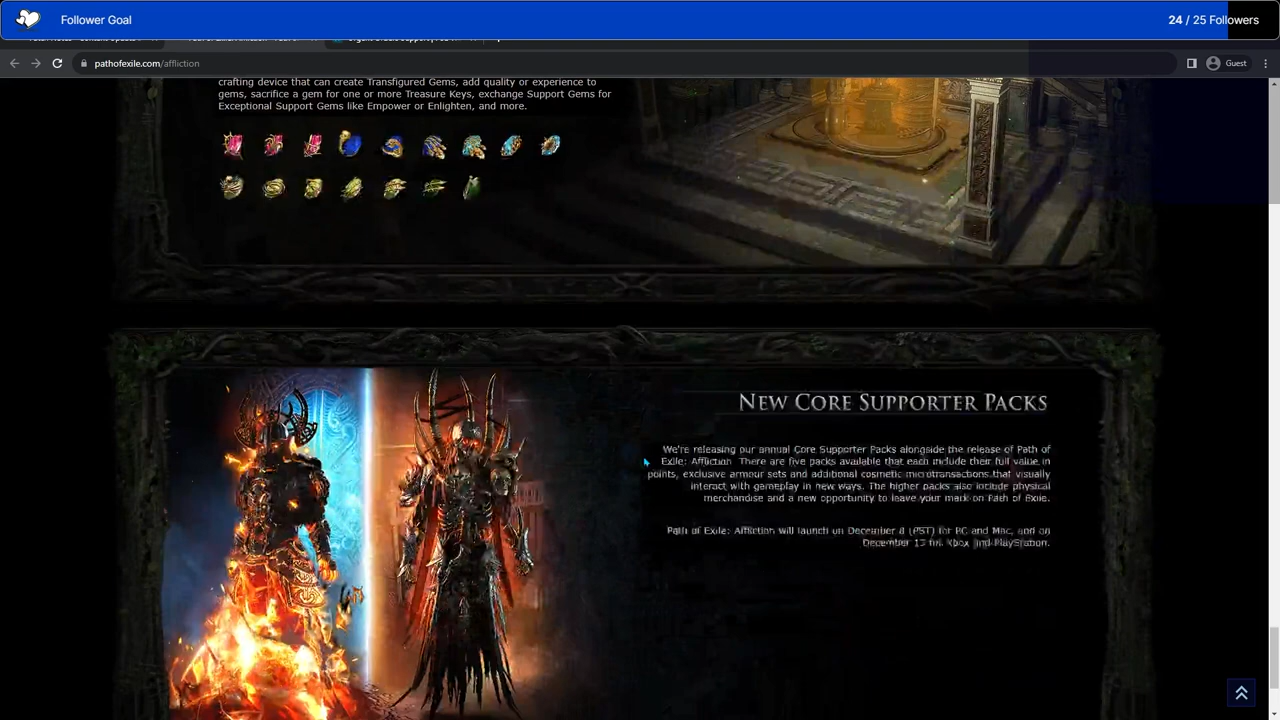 Follower Goal
24 / 25 Followers
pathofexile.com/affliction
Guest
crafting device that can create Transfigured Gems, add quality or experience to
gems, sacrifice a gem for one or more Treasure Keys, exchange Support Gems for
Exceptional Support Gems like Empower or Enlighten, and more.
NEW CORE SUPPORTER PACKS
We're releasing our annual Core Supporter Packs alongside the release of Path of
Exile: Affliction. There are five packs available that each include their full value in
points, exclusive armour sets and additional cosmetic microtransactions that visually
interact with gameplay in new ways. The higher packs also include physical
merchandise and a new opportunity to leave your mark on Path of Exile.
Path of Exile: Affliction will launch on December 8 (PST) for PC and Mac, and on
December 13 for Xbox and PlayStation.